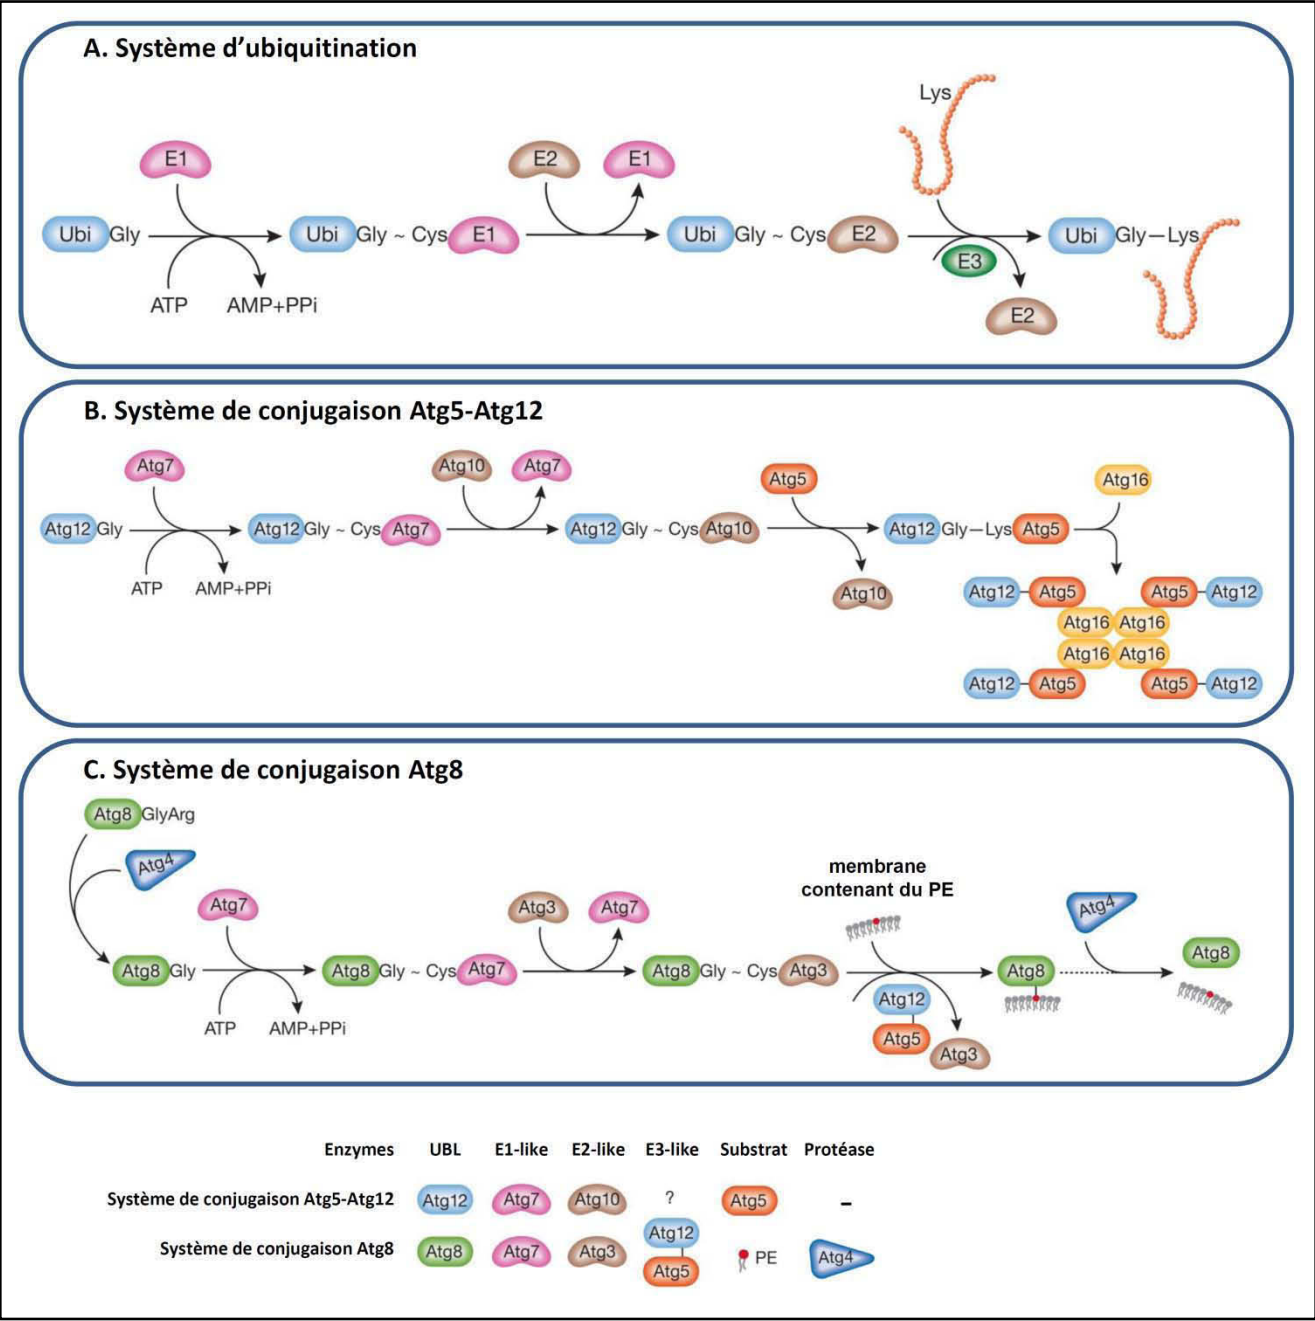 A. Système d'ubiquitination
Lys
E1
E2
E1
Ubi Gly
Ubi Gly ~ Cys E1
Ubi Gly ~ Cys E2
Ubi Gly–Lys
E3
ATP
AMP+PPi
E2
B. Système de conjugaison Atg5-Atg12
Atg7
Atg10
Atg7
Atg5
Atg16
Atg12 Gly
Atg12 Gly ~ Cys Atg7
Atg12 Gly ~ Cys Atg10
Atg12 Gly–Lys Atg5
ATP
AMP+PPi
Atg10
Atg12 Atg5 Atg5 Atg12
Atg16 Atg16
Atg16 Atg16
Atg12 Atg5 Atg5 Atg12
C. Système de conjugaison Atg8
Atg8 GlyArg
Atg4
membrane
contenant du PE
Atg7
Atg3
Atg7
Atg4
Atg8
Atg8 Gly
Atg8 Gly ~ Cys Atg7
Atg8 Gly ~ Cys Atg3
Atg8
Atg12
Atg5
Atg3
ATP
AMP+PPi
Enzymes UBL E1-like E2-like E3-like Substrat Protéase
Système de conjugaison Atg5-Atg12 Atg12 Atg7 Atg10 ? Atg5 –
Système de conjugaison Atg8 Atg8 Atg7 Atg3 Atg12 PE Atg4
Atg5